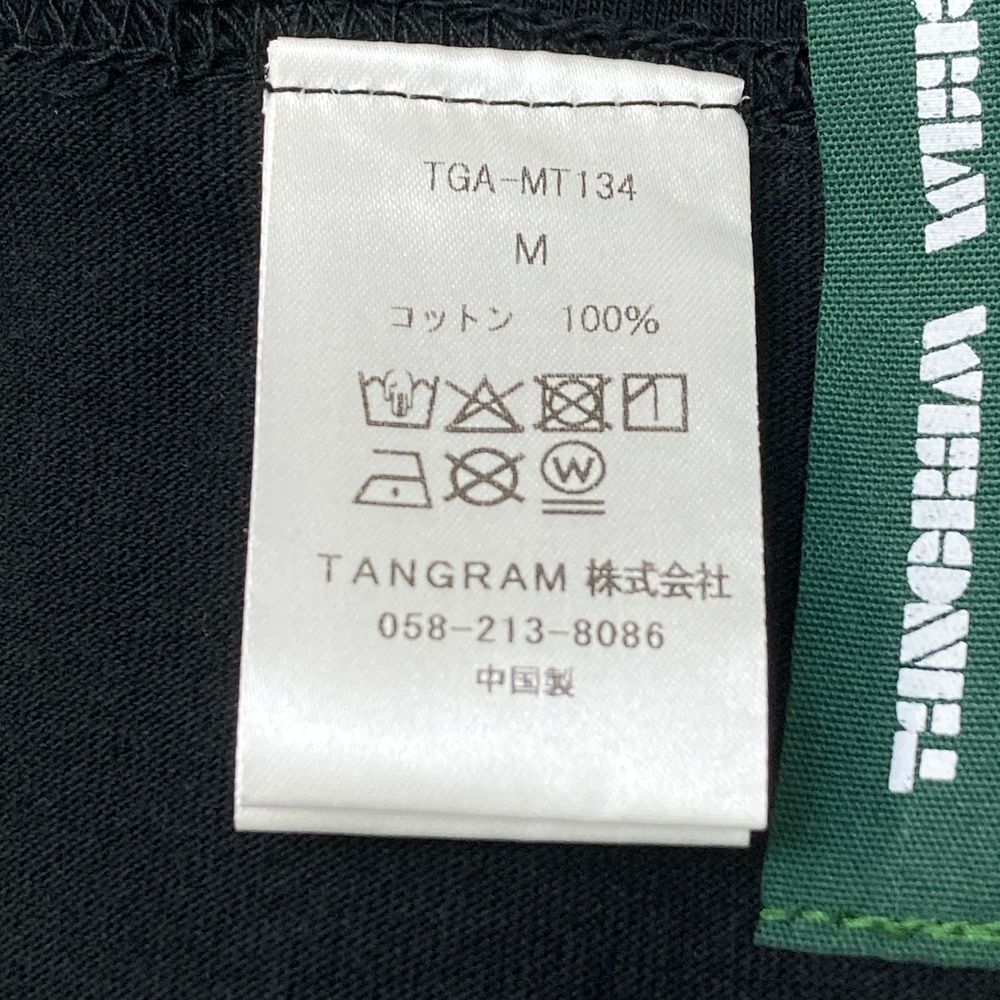 TGA-MT134
M
コットン 100%
W
TANGRAM 株式会社
058-213-8086
中国製